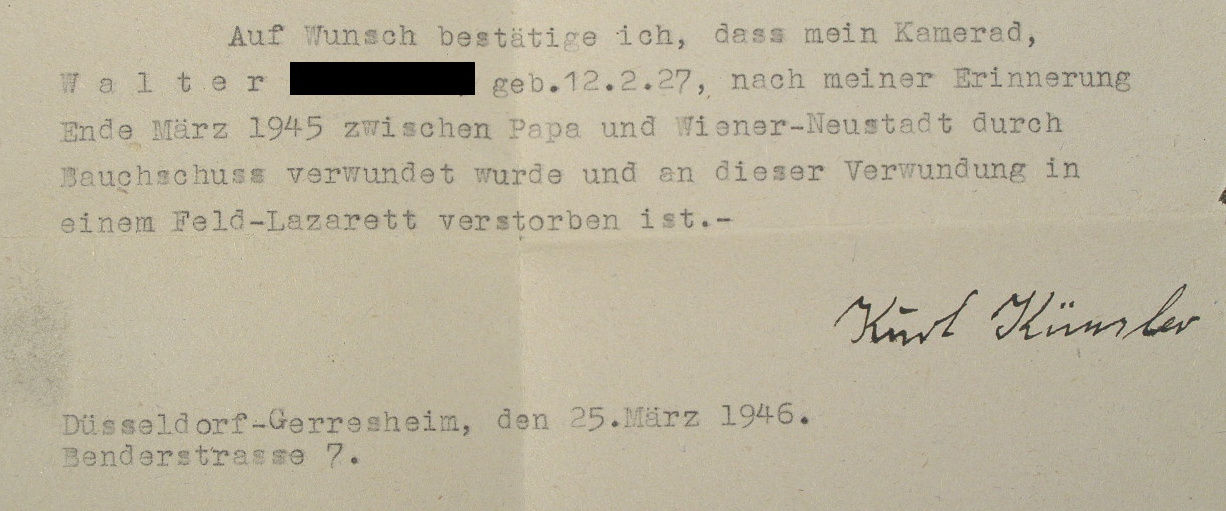 Auf Wunsch bestätige ich, dass mein Kamerad,
W a l t e r geb.12.2.27, nach meiner Erinnerung
Ende März 1945 zwischen Papa und Wiener-Neustadt durch
Bauchschuss verwundet wurde und an dieser Verwundung in
einem Feld-Lazarett verstorben ist.-
Kurt Künzler
Düsseldorf-Gerresheim, den 25.März 1946.
Benderstrasse 7.